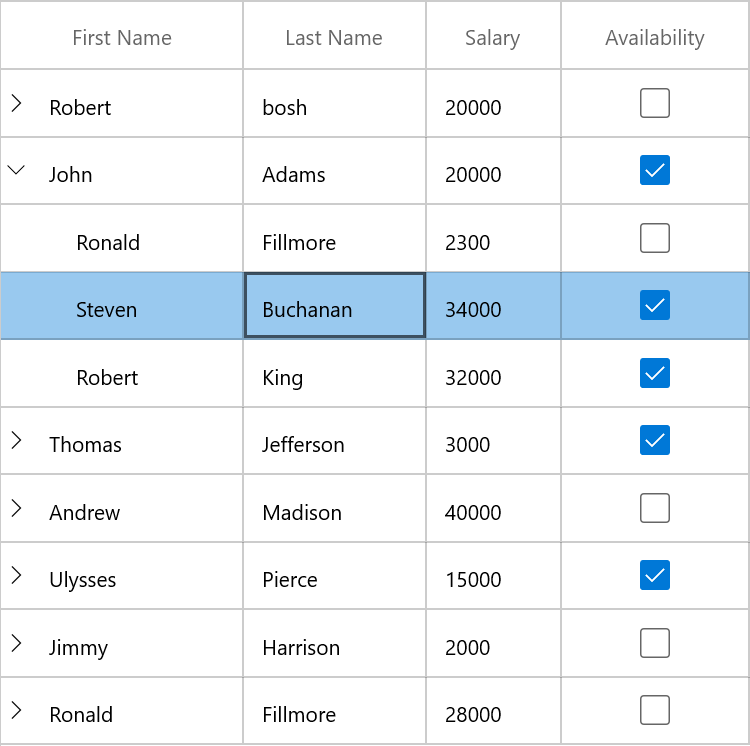 First Name Last Name Salary Availability
Robert bosh 20000
John Adams 20000
Ronald Fillmore 2300
Steven Buchanan 34000
Robert King 32000
Thomas Jefferson 3000
Andrew Madison 40000
Ulysses Pierce 15000
Jimmy Harrison 2000
Ronald Fillmore 28000